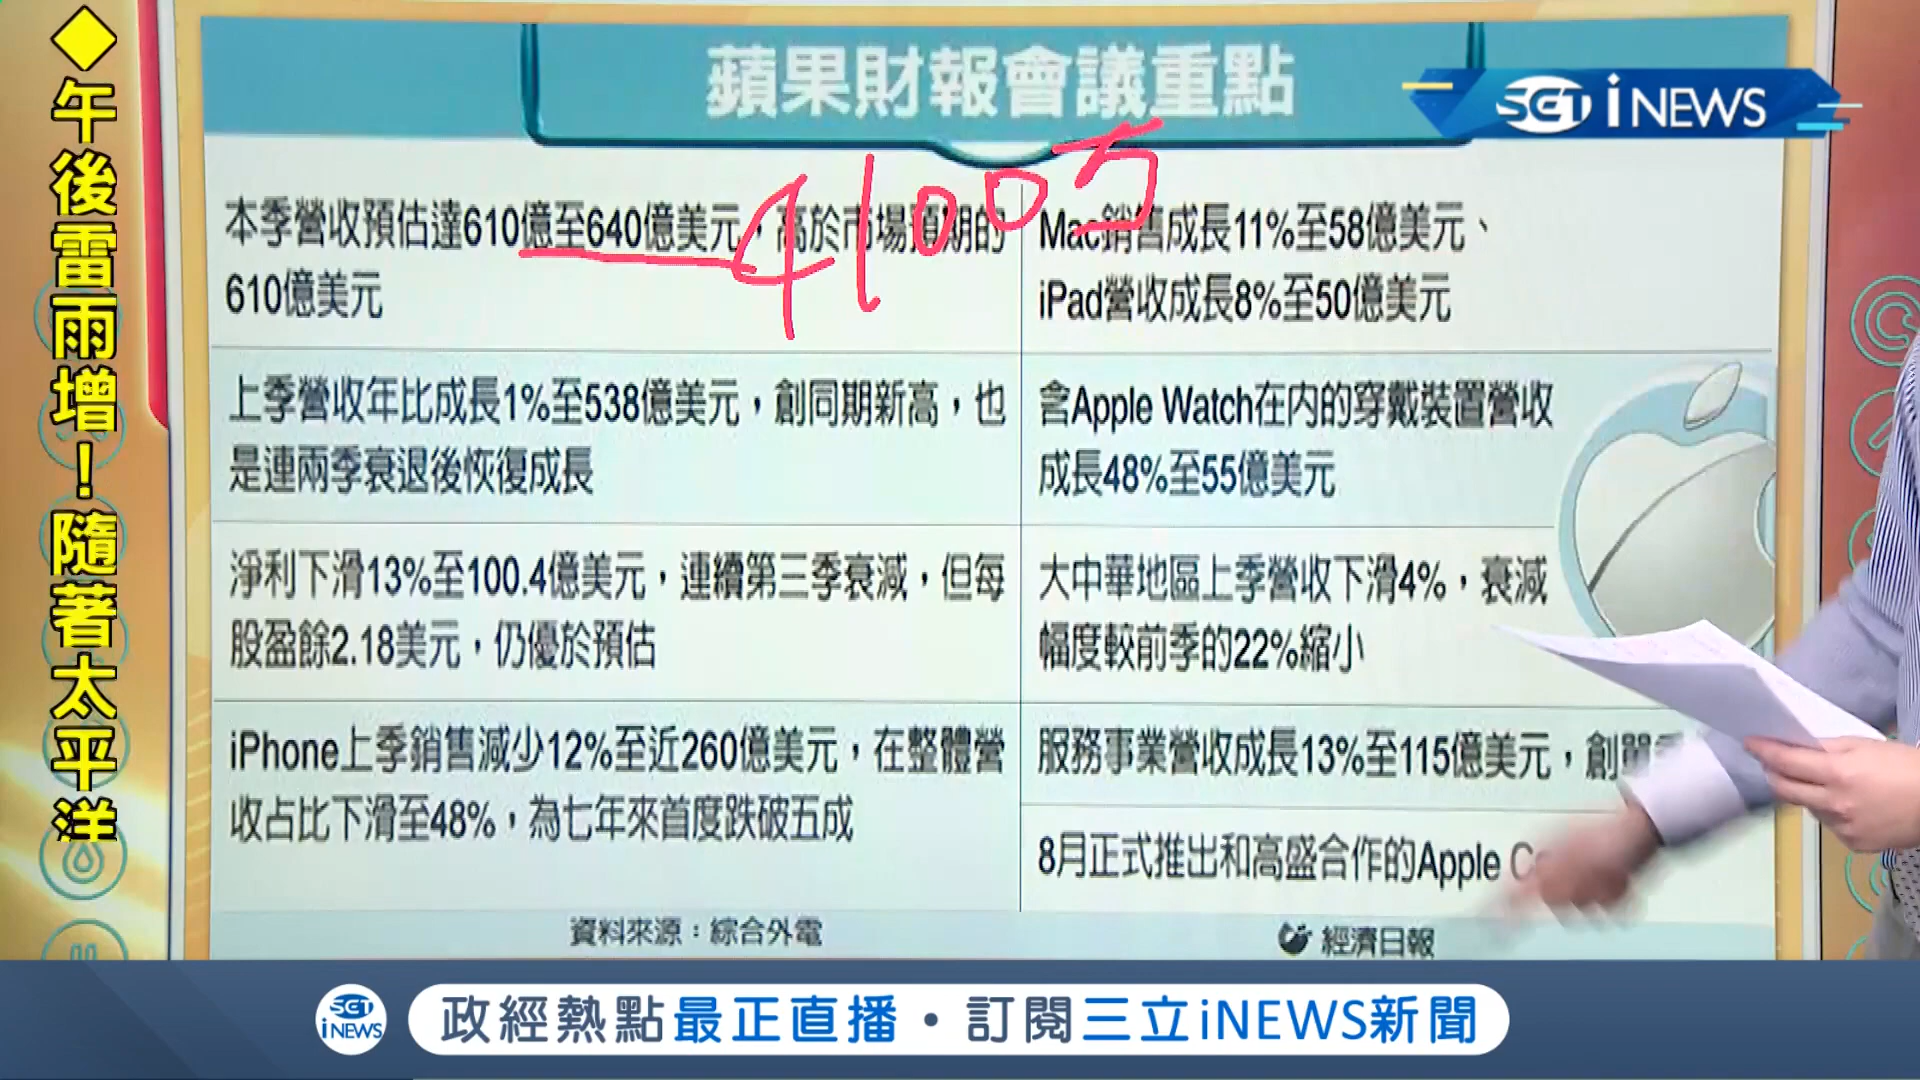 ◆午後雷雨增！隨著太平洋
蘋果財報會議重點
SET iNEWS
4100万
本季營收預估達610億至640億美元，高於市場預期的
610億美元
上季營收年比成長1%至538億美元，創同期新高，也
是連兩季衰退後恢復成長
淨利下滑13%至100.4億美元，連續第三季衰減，但每
股盈餘2.18美元，仍優於預估
iPhone上季銷售減少12%至近260億美元，在整體營
收占比下滑至48%，為七年來首度跌破五成
Mac銷售成長11%至58億美元、
iPad營收成長8%至50億美元
含Apple Watch在內的穿戴裝置營收
成長48%至55億美元
大中華地區上季營收下滑4%，衰減
幅度較前季的22%縮小
服務事業營收成長13%至115億美元，創單
8月正式推出和高盛合作的Apple
資料來源：綜合外電
經濟日報
SET iNEWS
政經熱點最正直播・訂閱三立iNEWS新聞